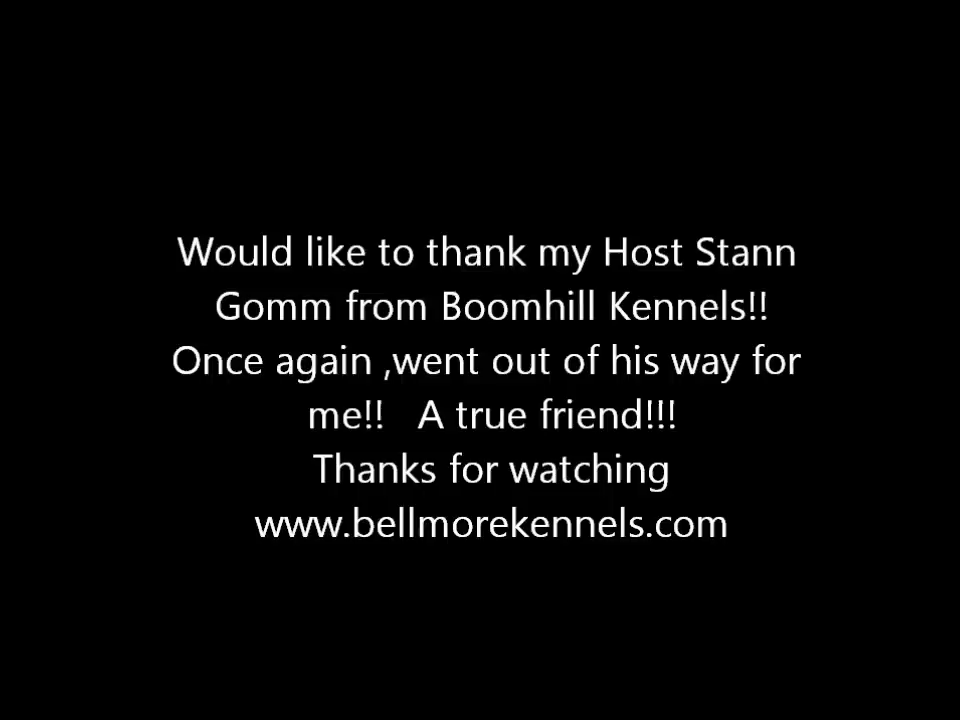 Would like to thank my Host Stann
Gomm from Boomhill Kennels!!
Once again ,went out of his way for
me!!   A true friend!!!
Thanks for watching
www.bellmorekennels.com